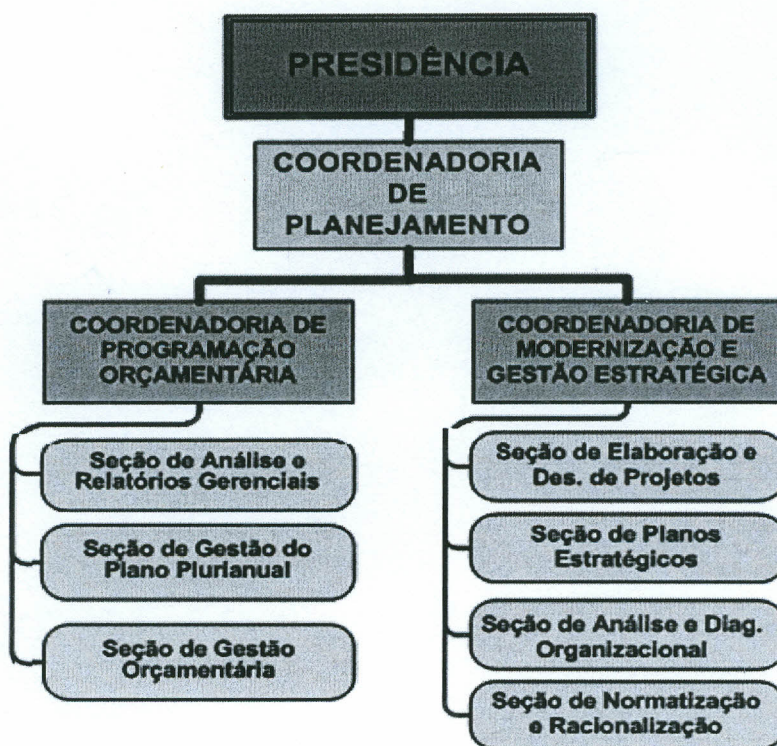 PRESIDÊNCIA
COORDENADORIA
DE
PLANEJAMENTO
COORDENADORIA DE
PROGRAMAÇÃO
ORÇAMENTÁRIA
Seção de Análise e
Relatórios Gerenciais
Seção de Gestão do
Plano Plurianual
Seção de Gestão
Orçamentária
COORDENADORIA DE
MODERNIZAÇÃO E
GESTÃO ESTRATÉGICA
Seção de Elaboração e
Des. de Projetos
Seção de Planos
Estratégicos
Seção de Análise e Diag.
Organizacional
Seção de Normatização
e Racionalização